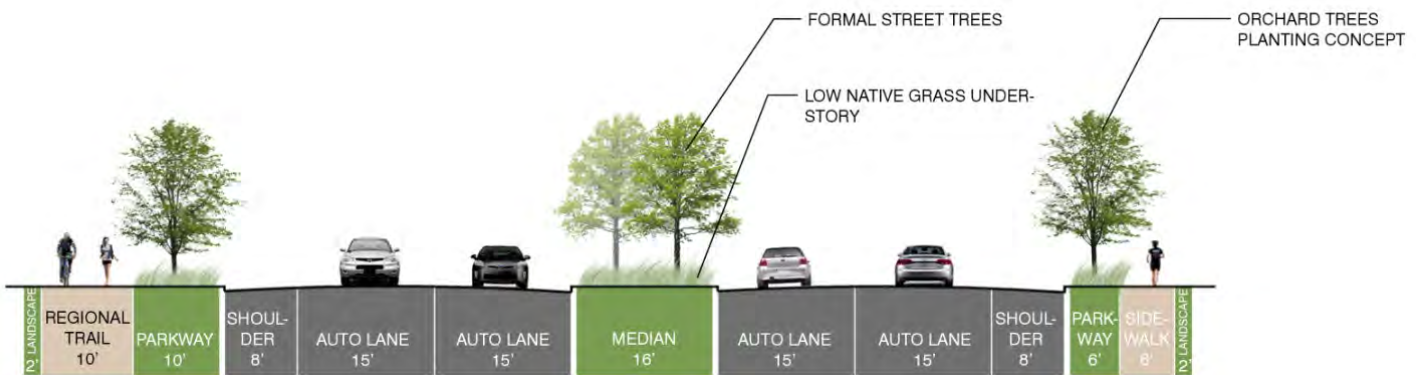 FORMAL STREET TREES
ORCHARD TREES
PLANTING CONCEPT
LOW NATIVE GRASS UNDER-
STORY
2' LANDSCAPE
REGIONAL
TRAIL
10'
PARKWAY
10'
SHOUL-
DER
8'
AUTO LANE
15'
AUTO LANE
15'
MEDIAN
16'
AUTO LANE
15'
AUTO LANE
15'
SHOUL-
DER
8'
PARK-
WAY
6'
SIDE-
WALK
6'
2' LANDSCAPE